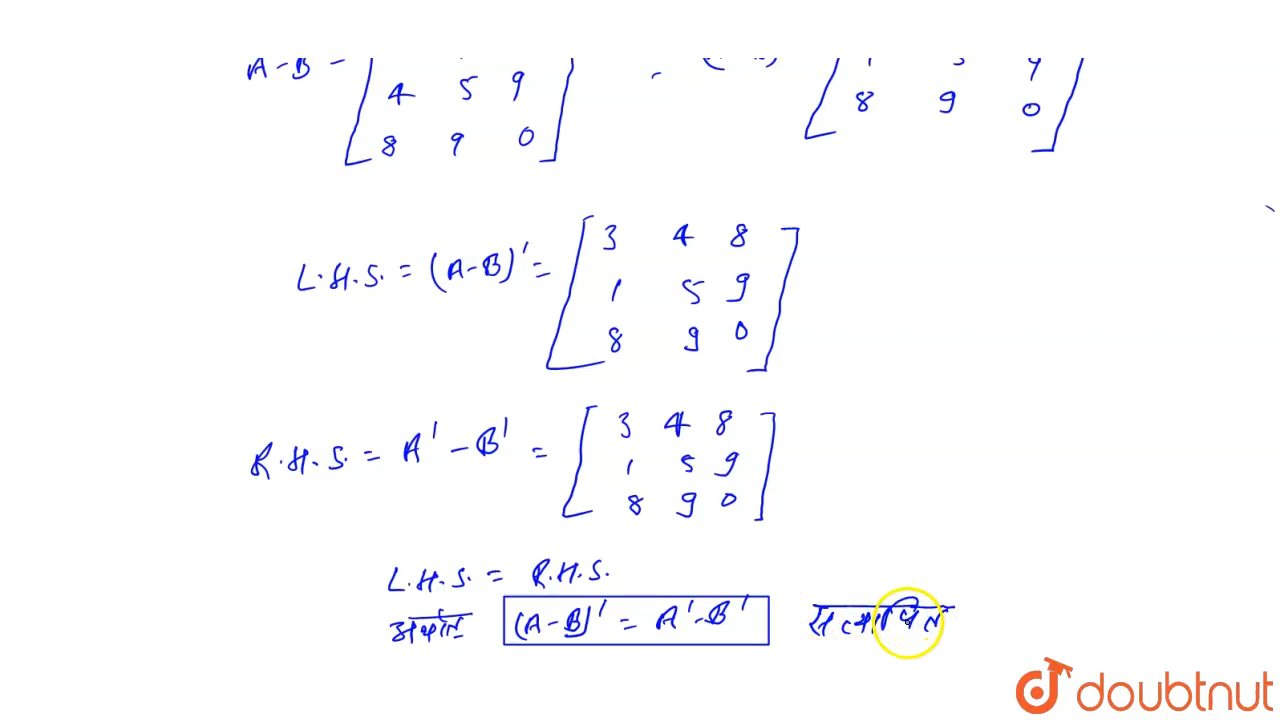 A-B =
4 5 9
8 9 0
9
8 9 0
L.H.S. = (A-B)' = 3 4 8
1 5 9
8 9 0
R.H.S. = A' - B' = 3 4 8
1 5 9
8 9 0
L.H.S. = R.H.S.
अर्थात (A-B)' = A'-B' सत्यापित
doubtnut